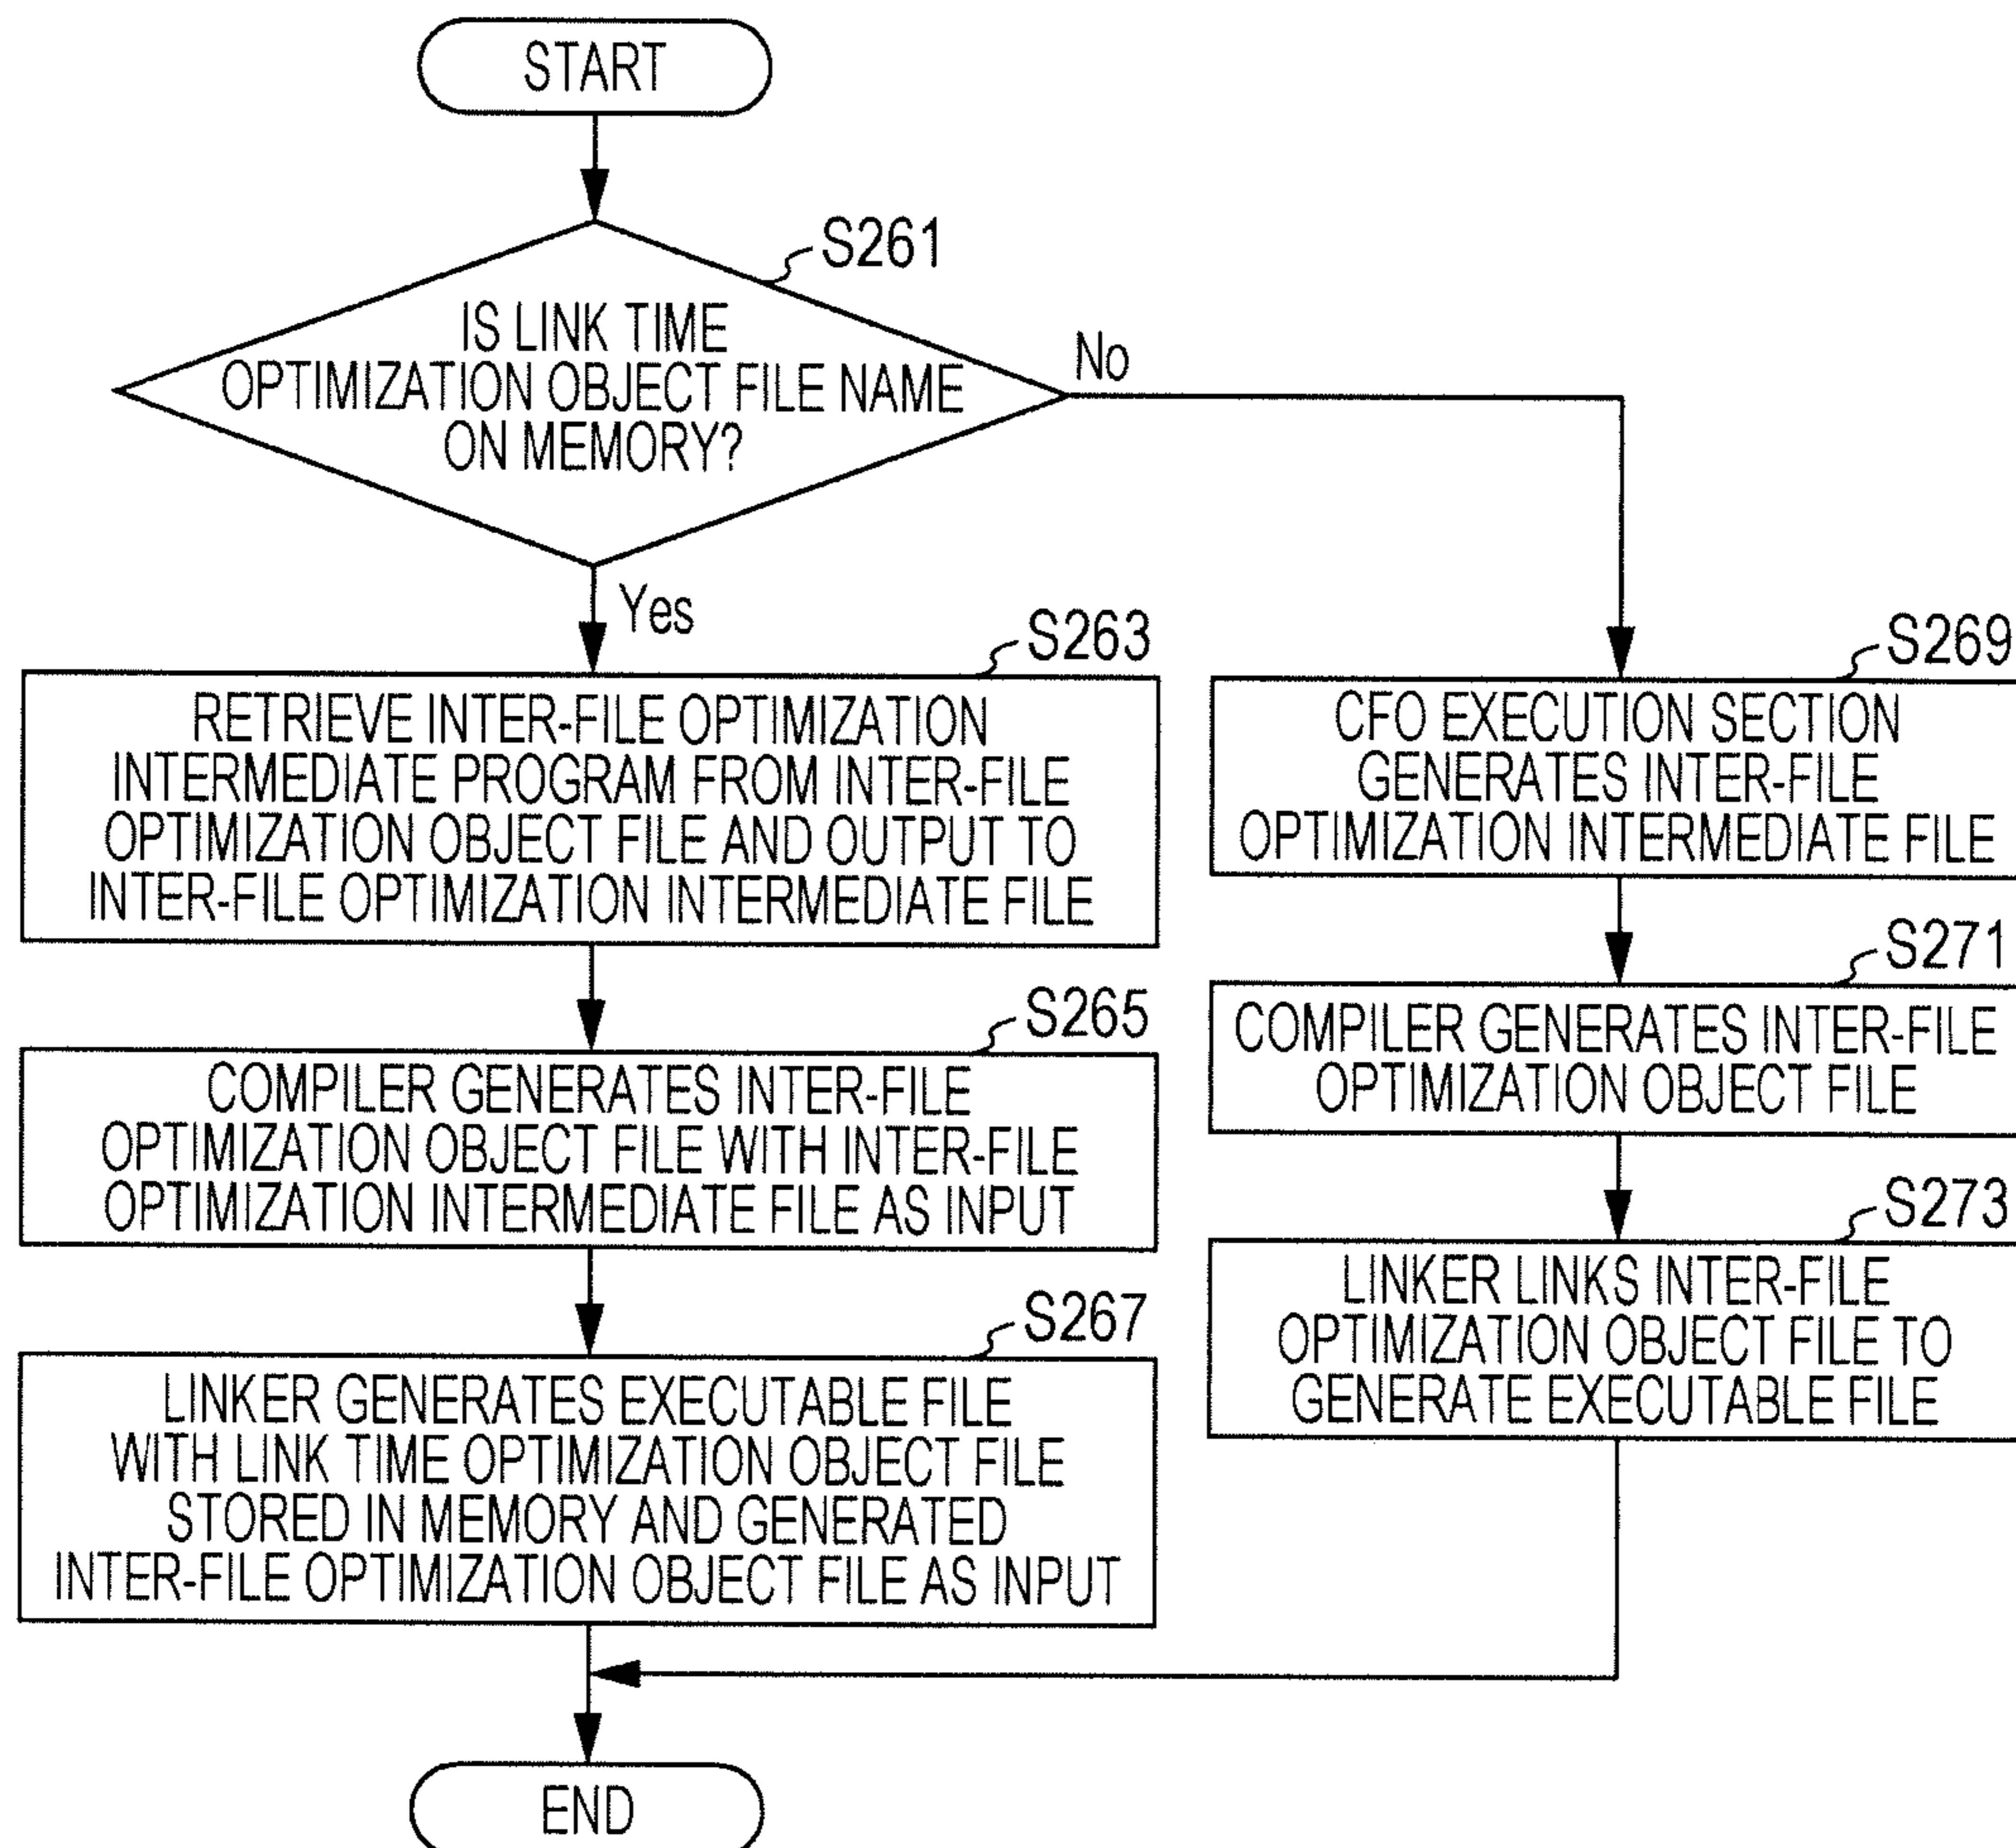 START
S261
IS LINK TIME
OPTIMIZATION OBJECT FILE NAME
ON MEMORY?
No
Yes
S263
RETRIEVE INTER-FILE OPTIMIZATION
INTERMEDIATE PROGRAM FROM INTER-FILE
OPTIMIZATION OBJECT FILE AND OUTPUT TO
INTER-FILE OPTIMIZATION INTERMEDIATE FILE
S265
COMPILER GENERATES INTER-FILE
OPTIMIZATION OBJECT FILE WITH INTER-FILE
OPTIMIZATION INTERMEDIATE FILE AS INPUT
S267
LINKER GENERATES EXECUTABLE FILE
WITH LINK TIME OPTIMIZATION OBJECT FILE
STORED IN MEMORY AND GENERATED
INTER-FILE OPTIMIZATION OBJECT FILE AS INPUT
S269
CFO EXECUTION SECTION
GENERATES INTER-FILE
OPTIMIZATION INTERMEDIATE FILE
S271
COMPILER GENERATES INTER-FILE
OPTIMIZATION OBJECT FILE
S273
LINKER LINKS INTER-FILE
OPTIMIZATION OBJECT FILE TO
GENERATE EXECUTABLE FILE
END